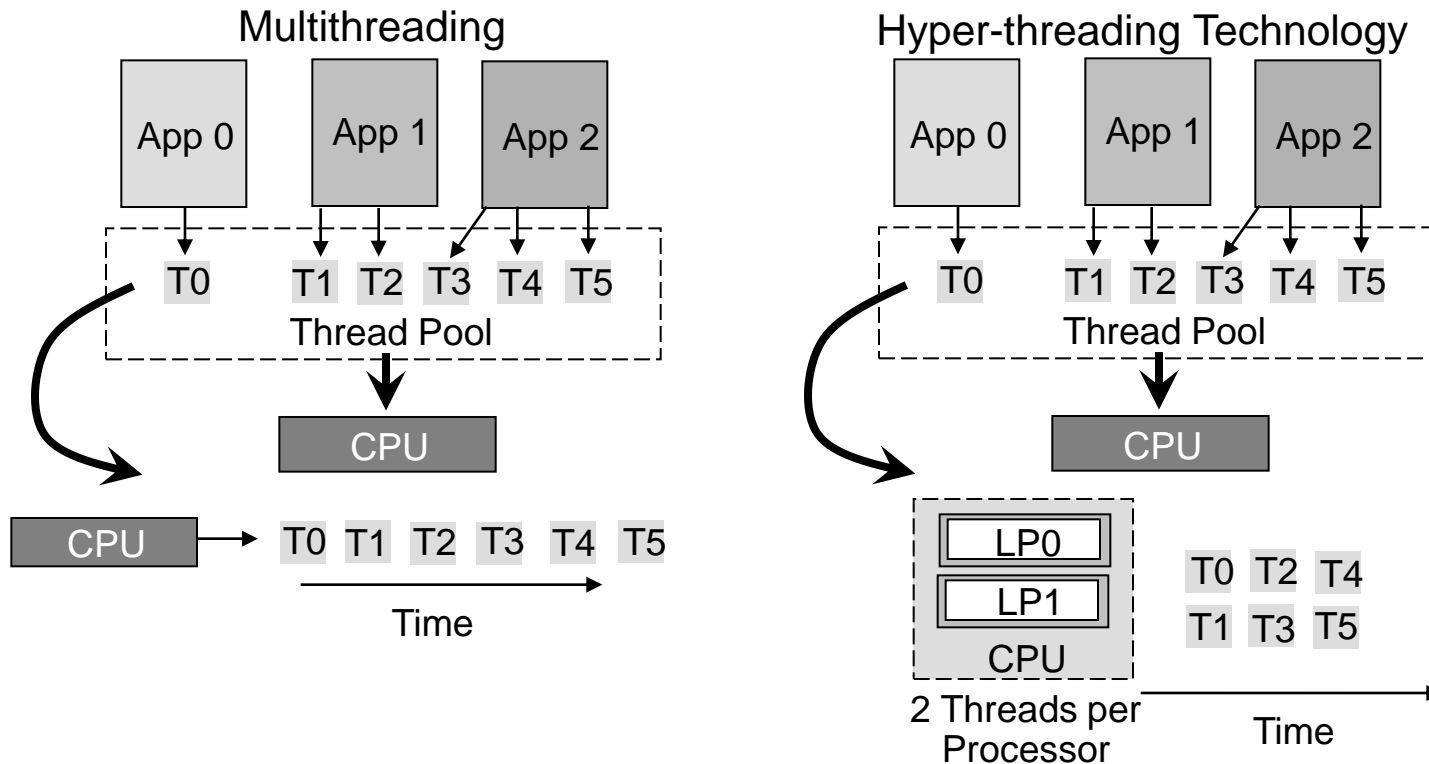 Multithreading
App 0 App 1 App 2
T0 T1 T2 T3 T4 T5
Thread Pool
CPU
CPU T0 T1 T2 T3 T4 T5
Time
Hyper-threading Technology
App 0 App 1 App 2
T0 T1 T2 T3 T4 T5
Thread Pool
CPU
LP0
LP1
CPU
T0 T2 T4
T1 T3 T5
2 Threads per
Processor
Time